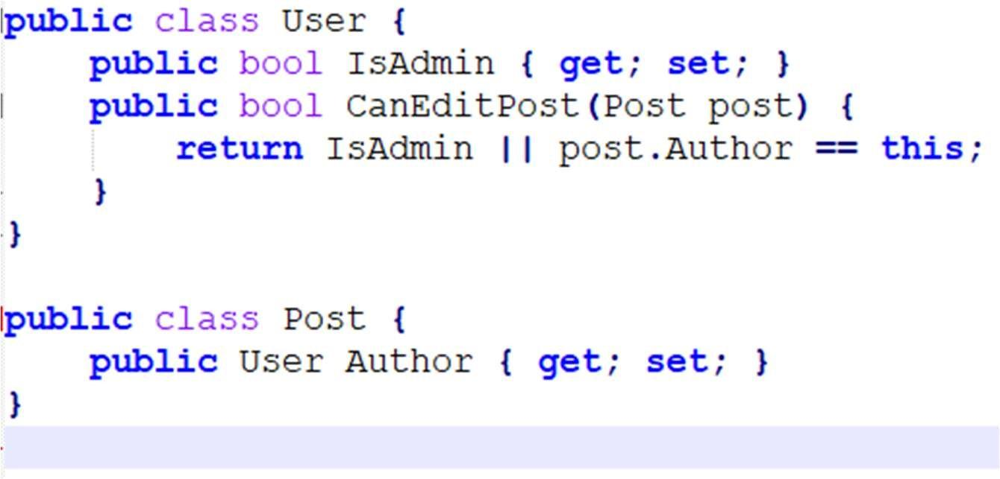 public class User {
    public bool IsAdmin { get; set; }
    public bool CanEditPost(Post post) {
        return IsAdmin || post.Author == this;
    }
}

public class Post {
    public User Author { get; set; }
}